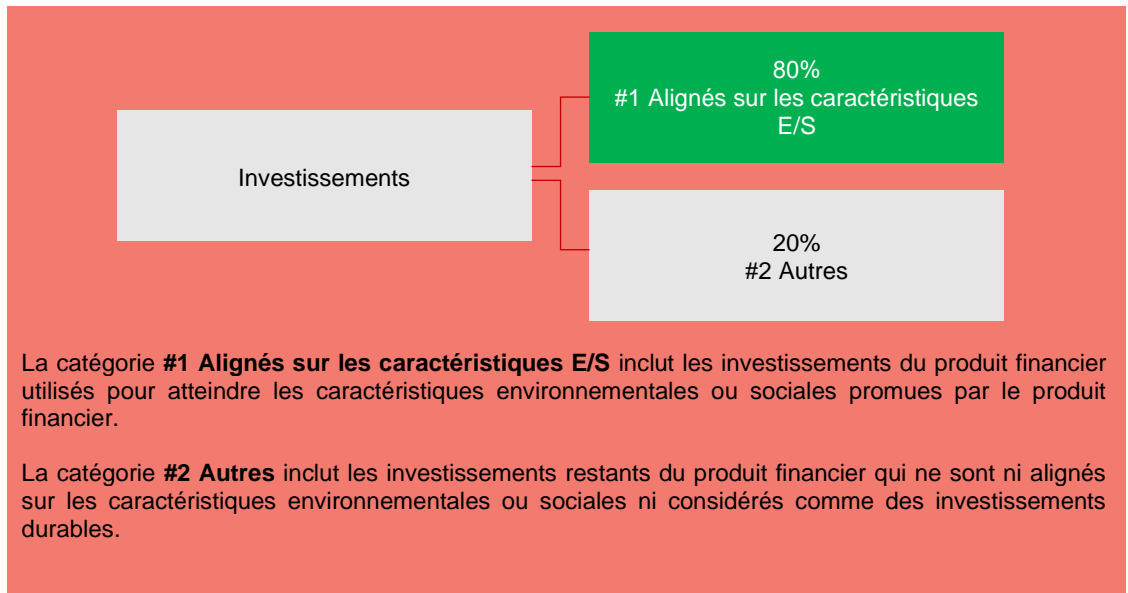 80%
#1 Alignés sur les caractéristiques
E/S
Investissements
20%
#2 Autres
La catégorie #1 Alignés sur les caractéristiques E/S inclut les investissements du produit financier
utilisés pour atteindre les caractéristiques environnementales ou sociales promues par le produit
financier.
La catégorie #2 Autres inclut les investissements restants du produit financier qui ne sont ni alignés
sur les caractéristiques environnementales ou sociales ni considérés comme des investissements
durables.